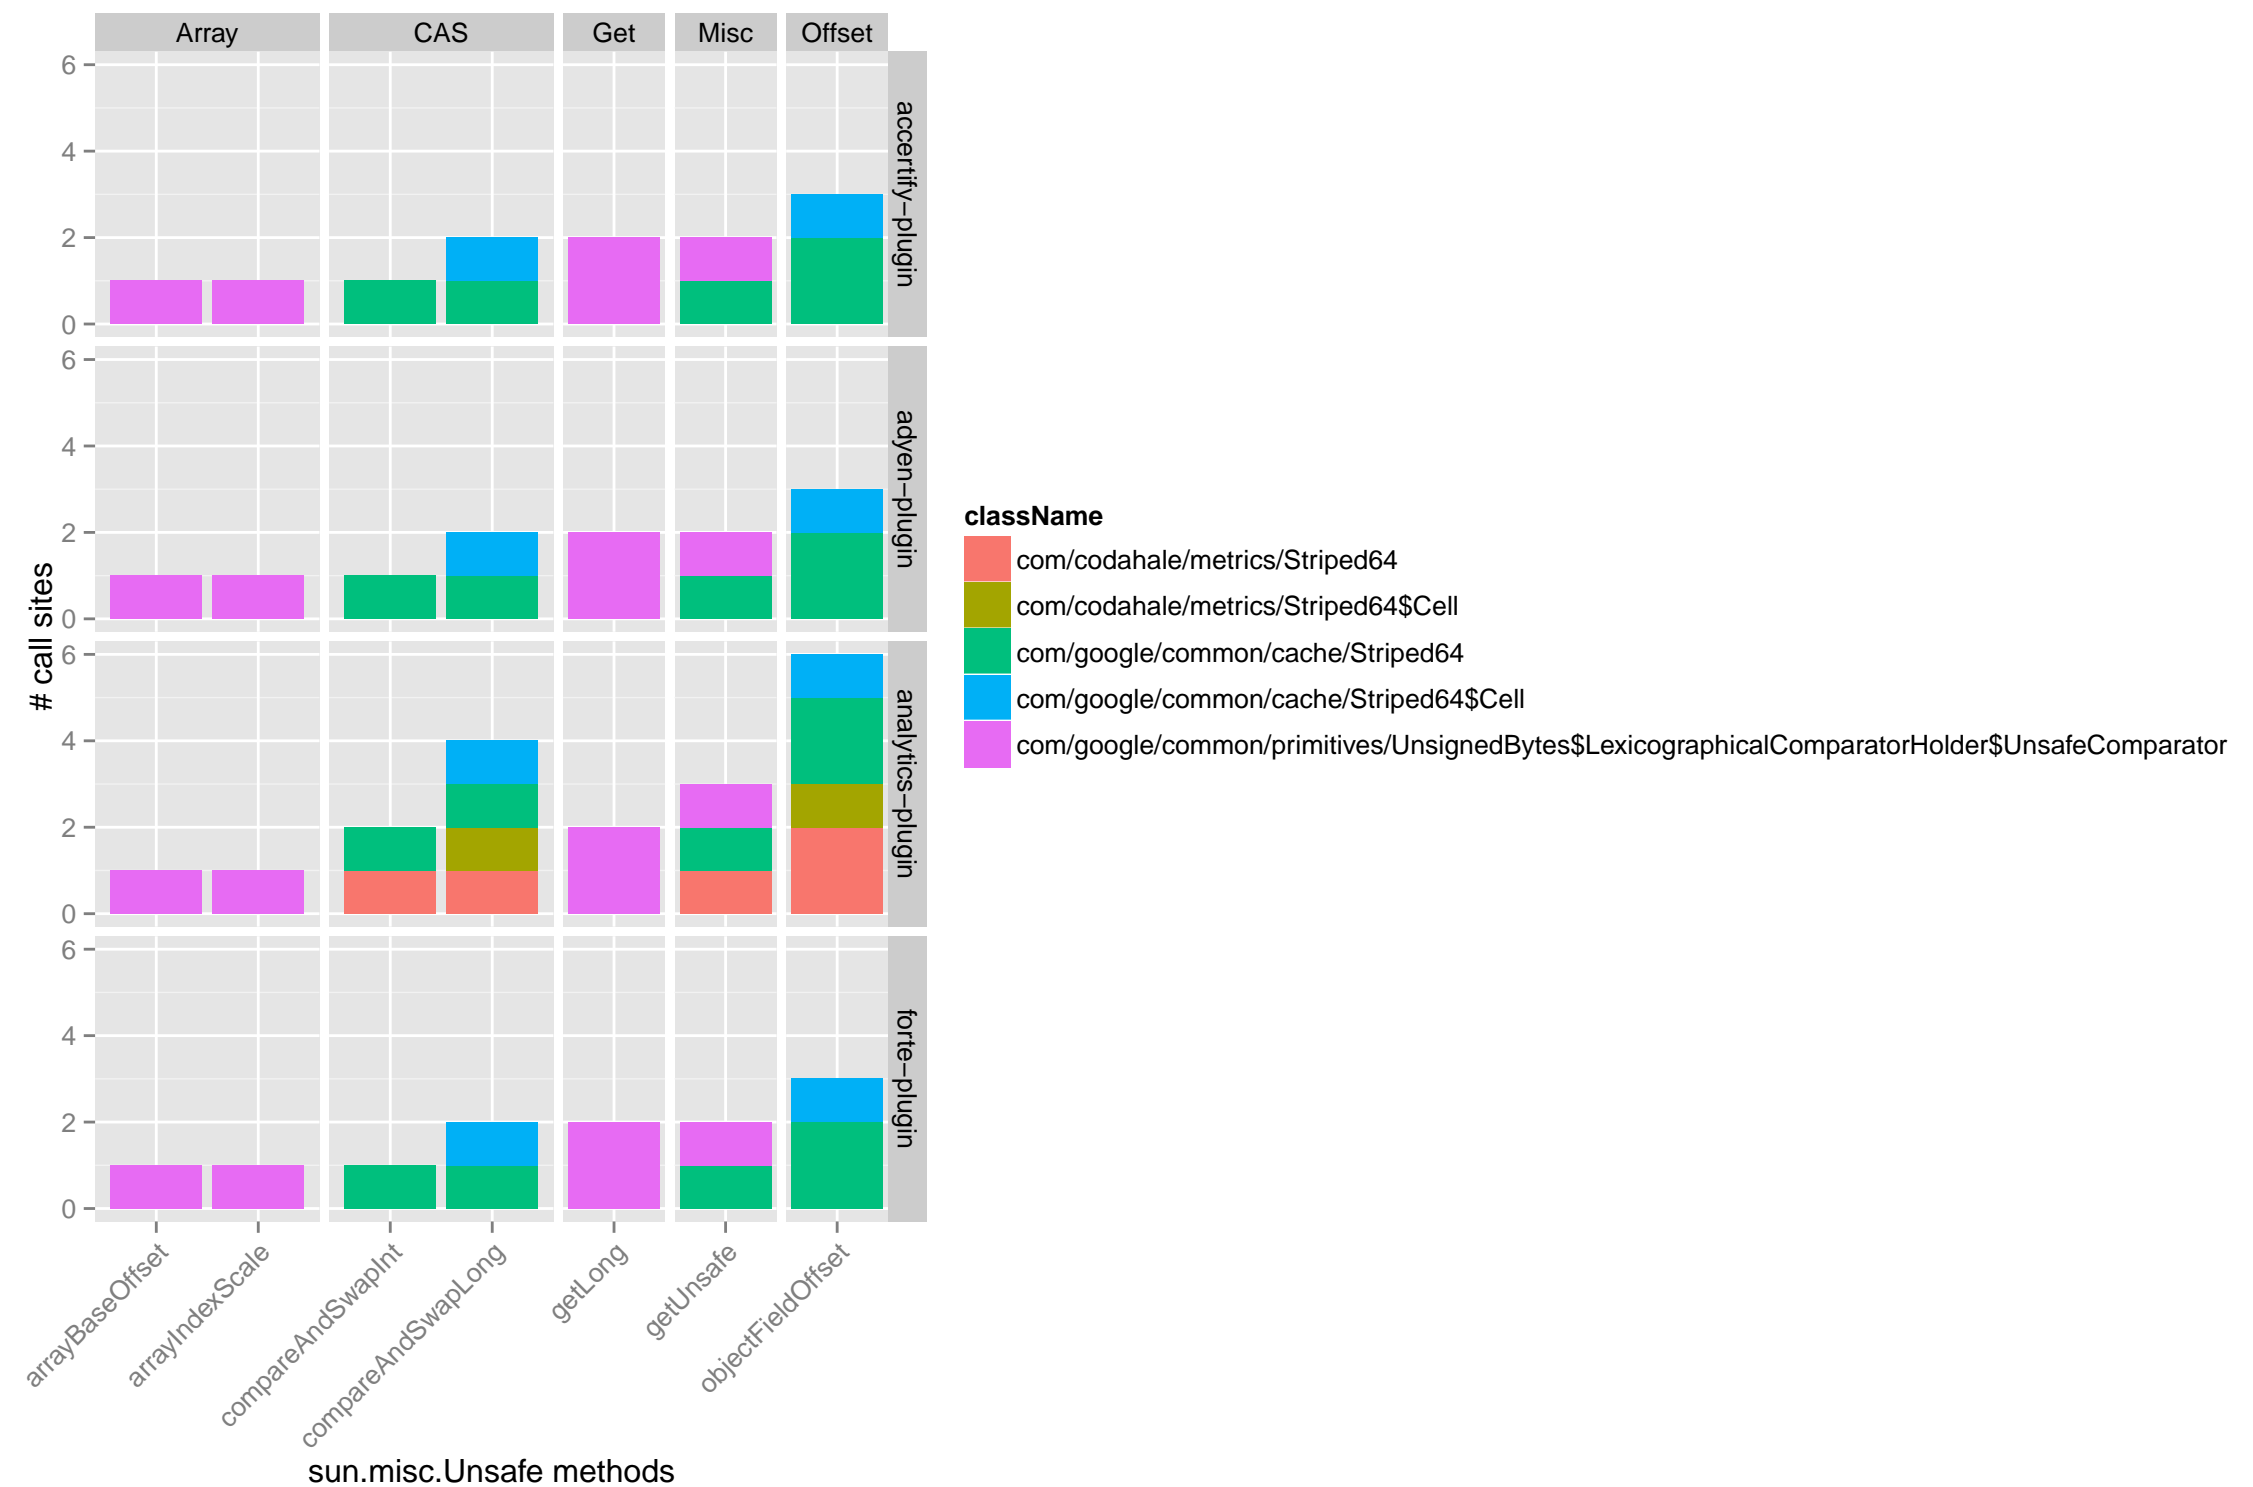 Array CAS Get Misc Offset
6
4
2
0
accertify−plugin
6
4
2
0
adyen−plugin
6
4
2
0
analytics−plugin
6
4
2
0
forte−plugin
# call sites
arrayBaseOffset
arrayIndexScale
compareAndSwapInt
compareAndSwapLong
getLong
getUnsafe
objectFieldOffset
sun.misc.Unsafe methods
className
com/codahale/metrics/Striped64
com/codahale/metrics/Striped64$Cell
com/google/common/cache/Striped64
com/google/common/cache/Striped64$Cell
com/google/common/primitives/UnsignedBytes$LexicographicalComparatorHolder$UnsafeComparator